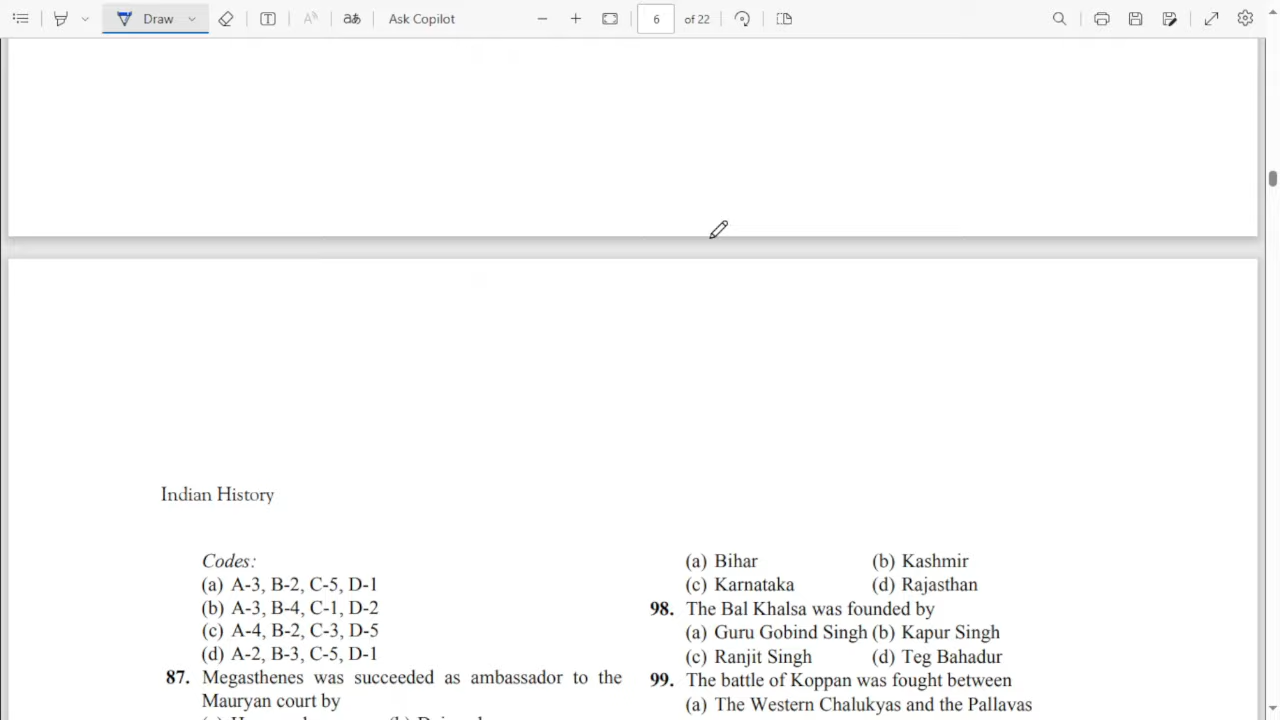 Draw
Ask Copilot
6 of 22
Indian History
Codes:
(a) A-3, B-2, C-5, D-1
(b) A-3, B-4, C-1, D-2
(c) A-4, B-2, C-3, D-5
(d) A-2, B-3, C-5, D-1
87. Megasthenes was succeeded as ambassador to the
Mauryan court by
(a) Bihar (b) Kashmir
(c) Karnataka (d) Rajasthan
98. The Bal Khalsa was founded by
(a) Guru Gobind Singh (b) Kapur Singh
(c) Ranjit Singh (d) Teg Bahadur
99. The battle of Koppan was fought between
(a) The Western Chalukyas and the Pallavas